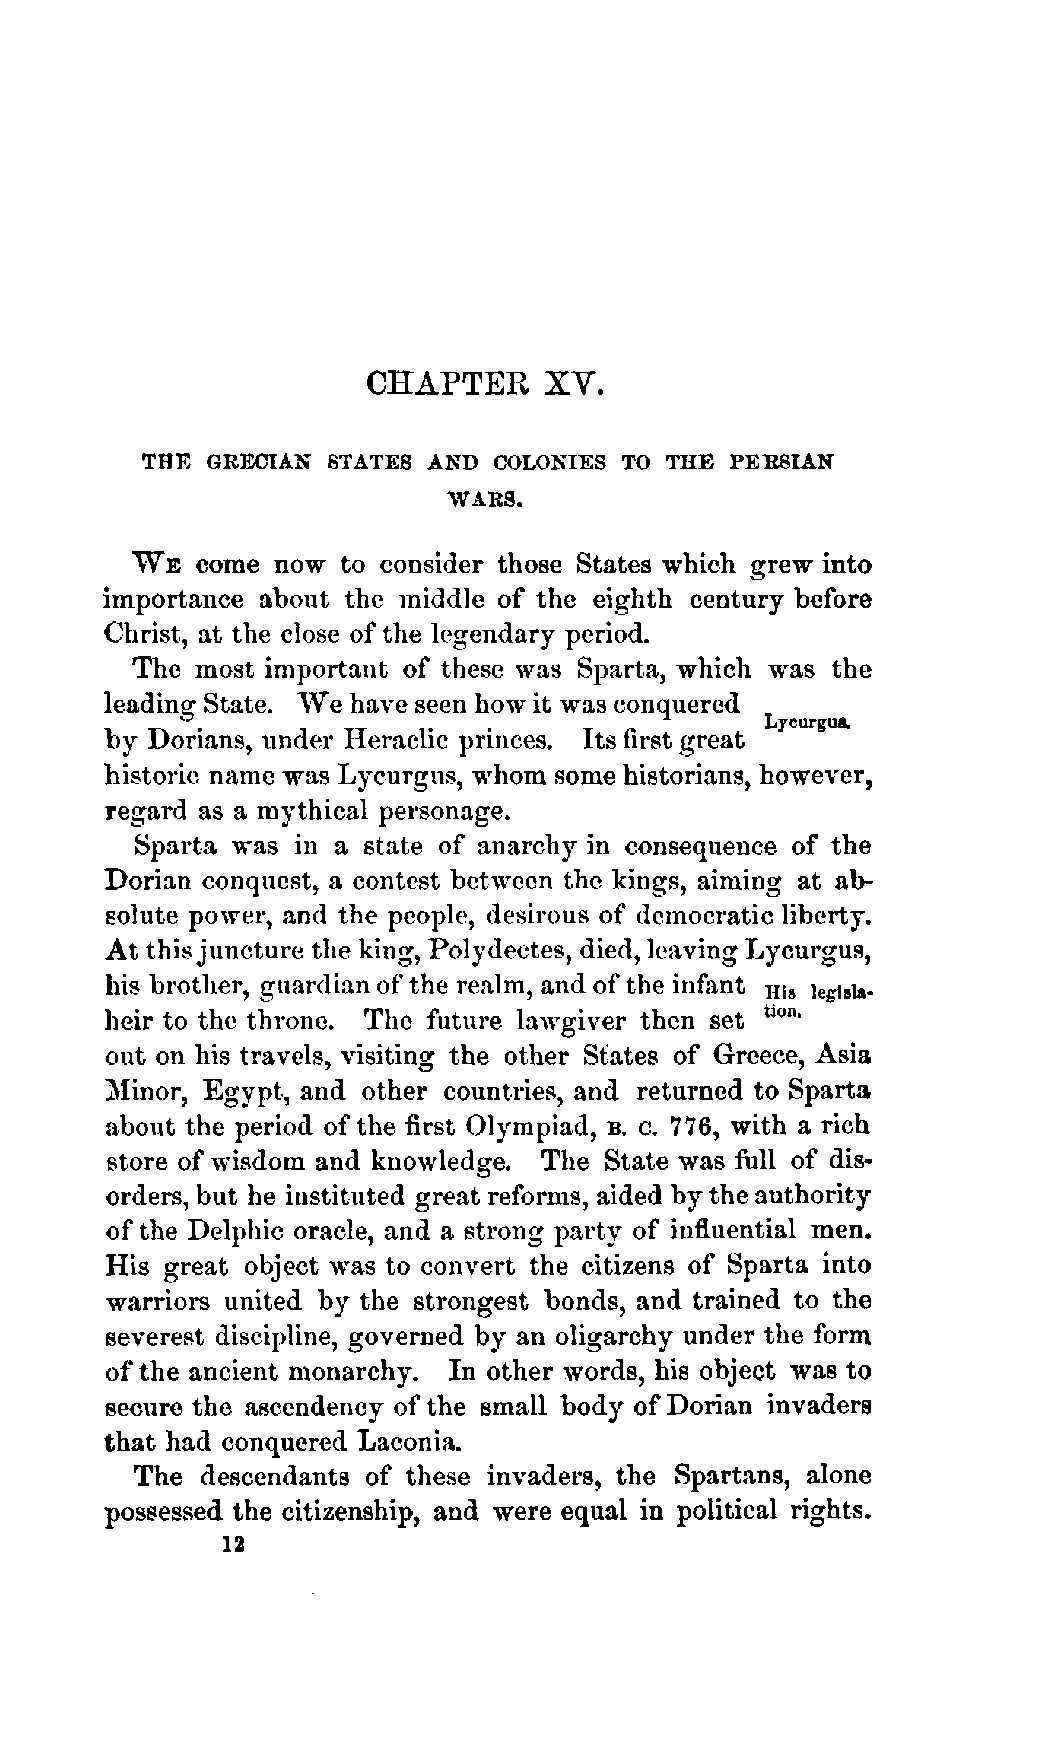 CHAPTER XV.
THE GRECIAN STATES AND COLONIES TO THE PERSIAN
WARS.
WE come now to consider those States which grew into
importance about the middle of the eighth century before
Christ, at the close of the legendary period.
The most important of these was Sparta, which was the
leading State. We have seen how it was conquered
Lycurgus.
by Dorians, under Heraclic princes. Its first great
historic name was Lycurgus, whom some historians, however,
regard as a mythical personage.
Sparta was in a state of anarchy in consequence of the
Dorian conquest, a contest between the kings, aiming at ab-
solute power, and the people, desirous of democratic liberty.
At this juncture the king, Polydectes, died, leaving Lycurgus,
his brother, guardian of the realm, and of the infant
His legisla-
tion.
heir to the throne. The future lawgiver then set
out on his travels, visiting the other States of Greece, Asia
Minor, Egypt, and other countries, and returned to Sparta
about the period of the first Olympiad, B. C. 776, with a rich
store of wisdom and knowledge. The State was full of dis-
orders, but he instituted great reforms, aided by the authority
of the Delphic oracle, and a strong party of influential men.
His great object was to convert the citizens of Sparta into
warriors united by the strongest bonds, and trained to the
severest discipline, governed by an oligarchy under the form
of the ancient monarchy. In other words, his object was to
secure the ascendency of the small body of Dorian invaders
that had conquered Laconia.
The descendants of these invaders, the Spartans, alone
possessed the citizenship, and were equal in political rights.
12